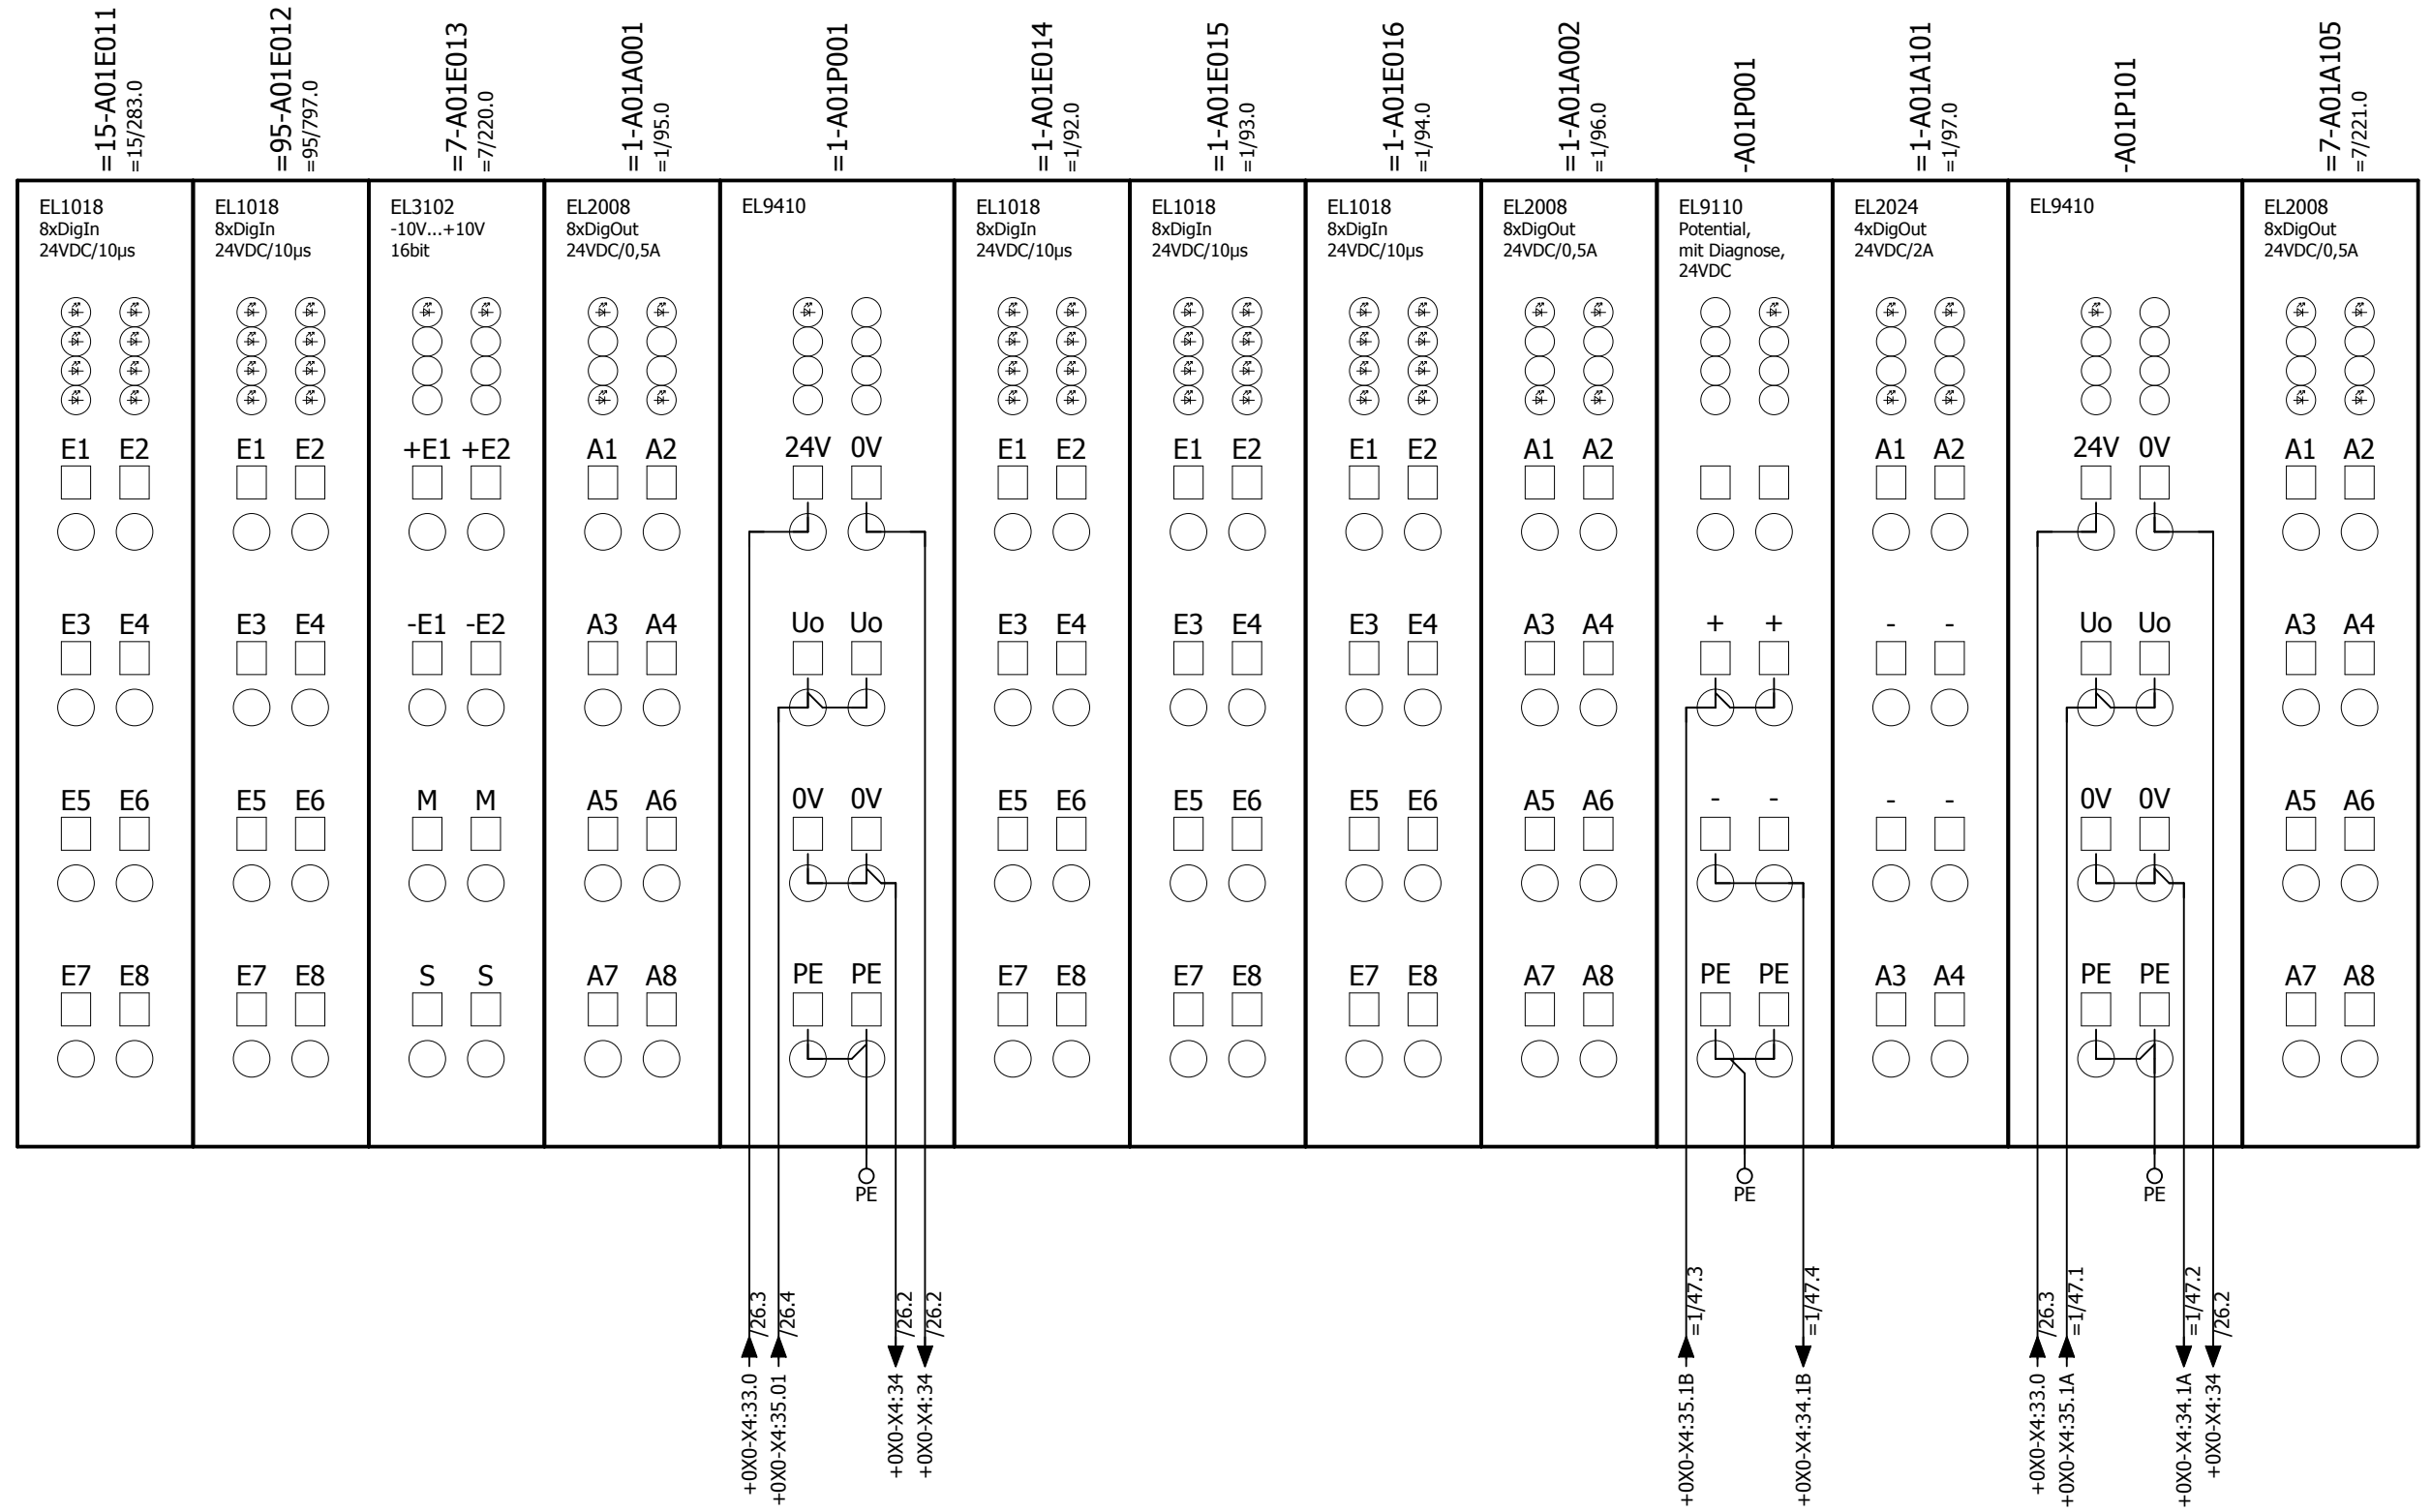 =15-A01E011
=15/283.0
=95-A01E012
=95/797.0
=7-A01E013
=7/220.0
=1-A01A001
=1/95.0
=1-A01P001
=1-A01E014
=1/92.0
=1-A01E015
=1/93.0
=1-A01E016
=1/94.0
=1-A01A002
=1/96.0
-A01P001
=1-A01A101
=1/97.0
-A01P101
=7-A01A105
=7/221.0
EL1018
8xDigIn
24VDC/10µs
E1 E2
E3 E4
E5 E6
E7 E8
EL1018
8xDigIn
24VDC/10µs
E1 E2
E3 E4
E5 E6
E7 E8
EL3102
-10V...+10V
16bit
+E1 +E2
-E1 -E2
M M
S S
EL2008
8xDigOut
24VDC/0,5A
A1 A2
A3 A4
A5 A6
A7 A8
EL9410
24V 0V
Uo Uo
0V 0V
PE PE
PE
EL1018
8xDigIn
24VDC/10µs
E1 E2
E3 E4
E5 E6
E7 E8
EL1018
8xDigIn
24VDC/10µs
E1 E2
E3 E4
E5 E6
E7 E8
EL1018
8xDigIn
24VDC/10µs
E1 E2
E3 E4
E5 E6
E7 E8
EL2008
8xDigOut
24VDC/0,5A
A1 A2
A3 A4
A5 A6
A7 A8
EL9110
Potential,
mit Diagnose,
24VDC
+ +
- -
PE PE
PE
EL2024
4xDigOut
24VDC/2A
A1 A2
- -
- -
A3 A4
EL9410
24V 0V
Uo Uo
0V 0V
PE PE
PE
EL2008
8xDigOut
24VDC/0,5A
A1 A2
A3 A4
A5 A6
A7 A8
/26.3
/26.4
/26.2
/26.2
=1/47.3
=1/47.4
/26.3
=1/47.1
=1/47.2
/26.2
+0X0-X4:33.0
+0X0-X4:35.01
+0X0-X4:34
+0X0-X4:34
+0X0-X4:35.1B
+0X0-X4:34.1B
+0X0-X4:33.0
+0X0-X4:35.1A
+0X0-X4:34.1A
+0X0-X4:34